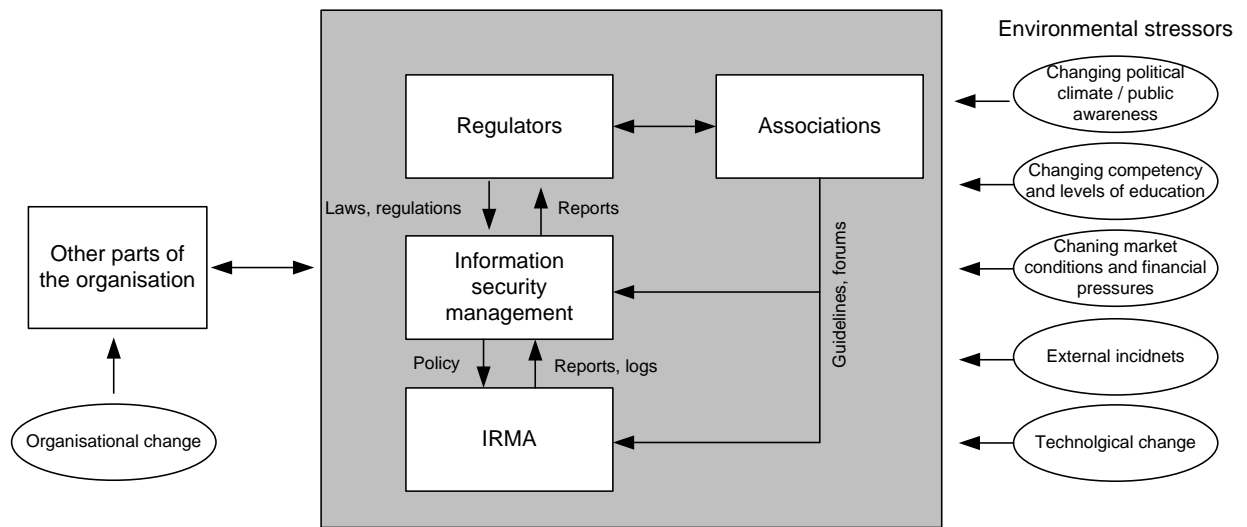 Environmental stressors
Changing political
climate / public
awareness
Regulators
Associations
Changing competency
and levels of education
Laws, regulations
Reports
Other parts of
the organisation
Information
security
management
Chaning market
conditions and financial
pressures
Guidelines, forums
Policy
Reports, logs
External incidnets
IRMA
Organisational change
Technolgical change